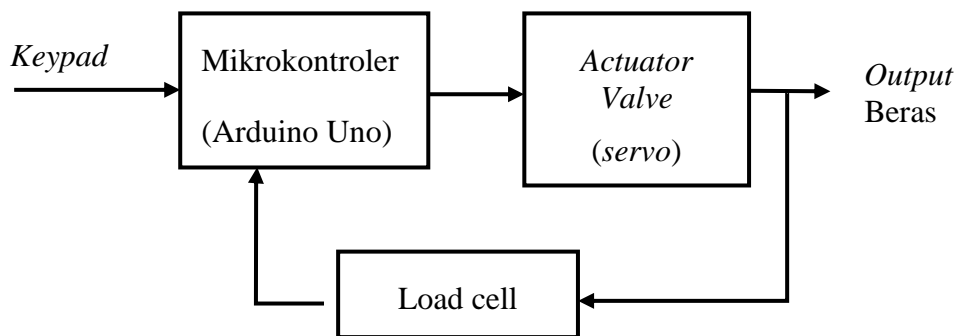 Keypad
Mikrokontroler
(Arduino Uno)
Actuator
Valve
(servo)
Output
Beras
Load cell